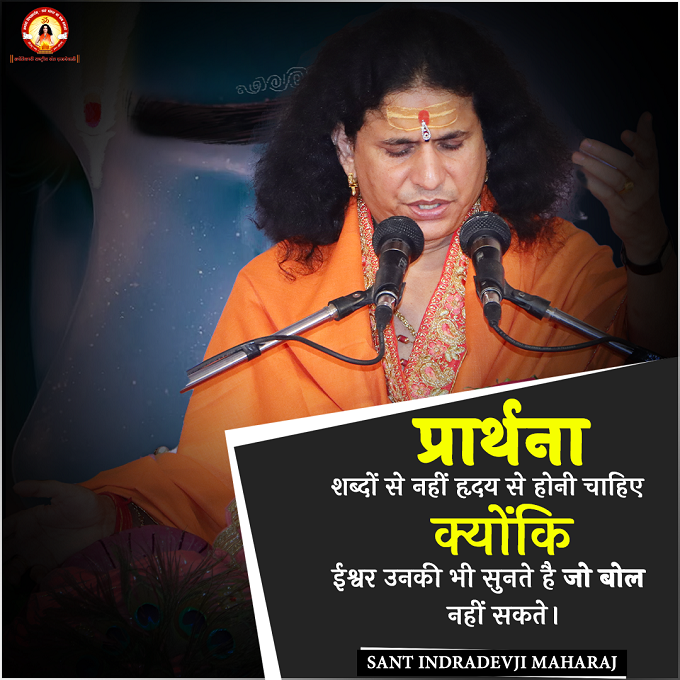 प्रार्थना
शब्दों से नहीं हृदय से होनी चाहिए
क्योंकि
ईश्वर उनकी भी सुनते है जो बोल
नहीं सकते।
SANT INDRADEVJI MAHARAJ